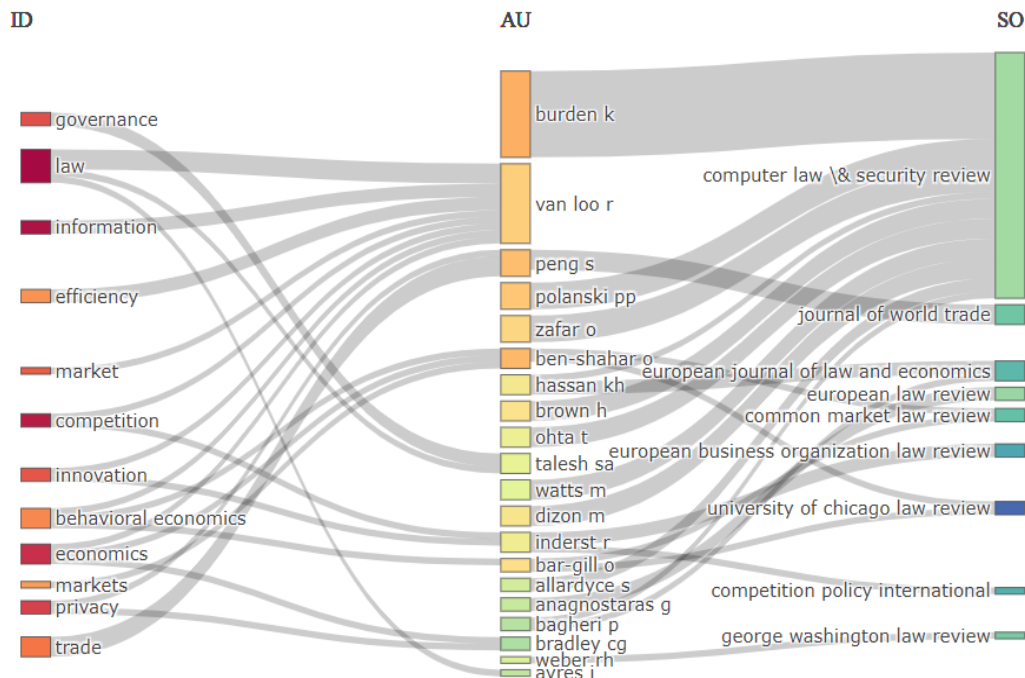 ID
AU
SO
governance
law
information
efficiency
market
competition
innovation
behavioral economics
economics
markets
privacy
trade
burden k
van loo r
peng s
polanski pp
zafar o
ben-shahar o
hassan kh
brown h
ohta t
talesh sa
watts m
dizon m
inderst r
bar-gill o
allardyce s
anagnostaras g
bagheri p
bradley cg
weber rh
ayres i
computer law \& security review
journal of world trade
european journal of law and economics
european law review
common market law review
european business organization law review
university of chicago law review
competition policy international
george washington law review